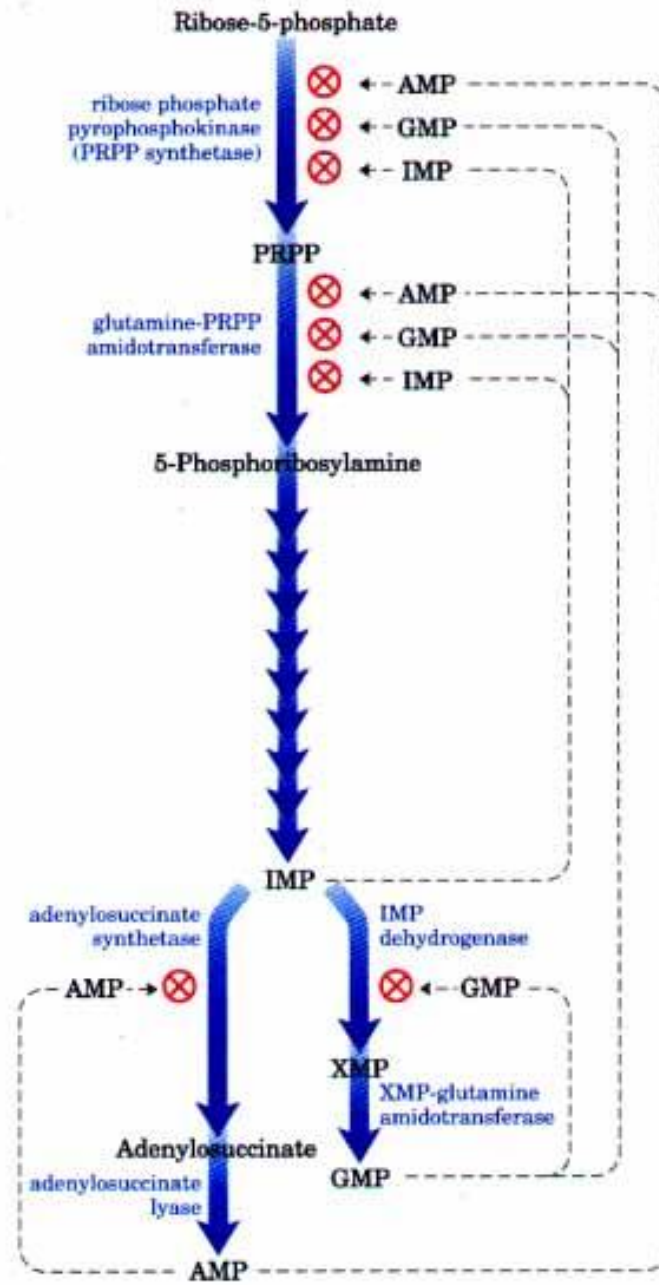 Ribose-5-phosphate
ribose phosphate
pyrophosphokinase
(PRPP synthetase)
AMP
GMP
IMP
PRPP
glutamine-PRPP
amidotransferase
AMP
GMP
IMP
5-Phosphoribosylamine
IMP
adenylosuccinate
synthetase
IMP
dehydrogenase
AMP
GMP
XMP
XMP-glutamine
amidotransferase
Adenylosuccinate
adenylosuccinate
lyase
GMP
AMP